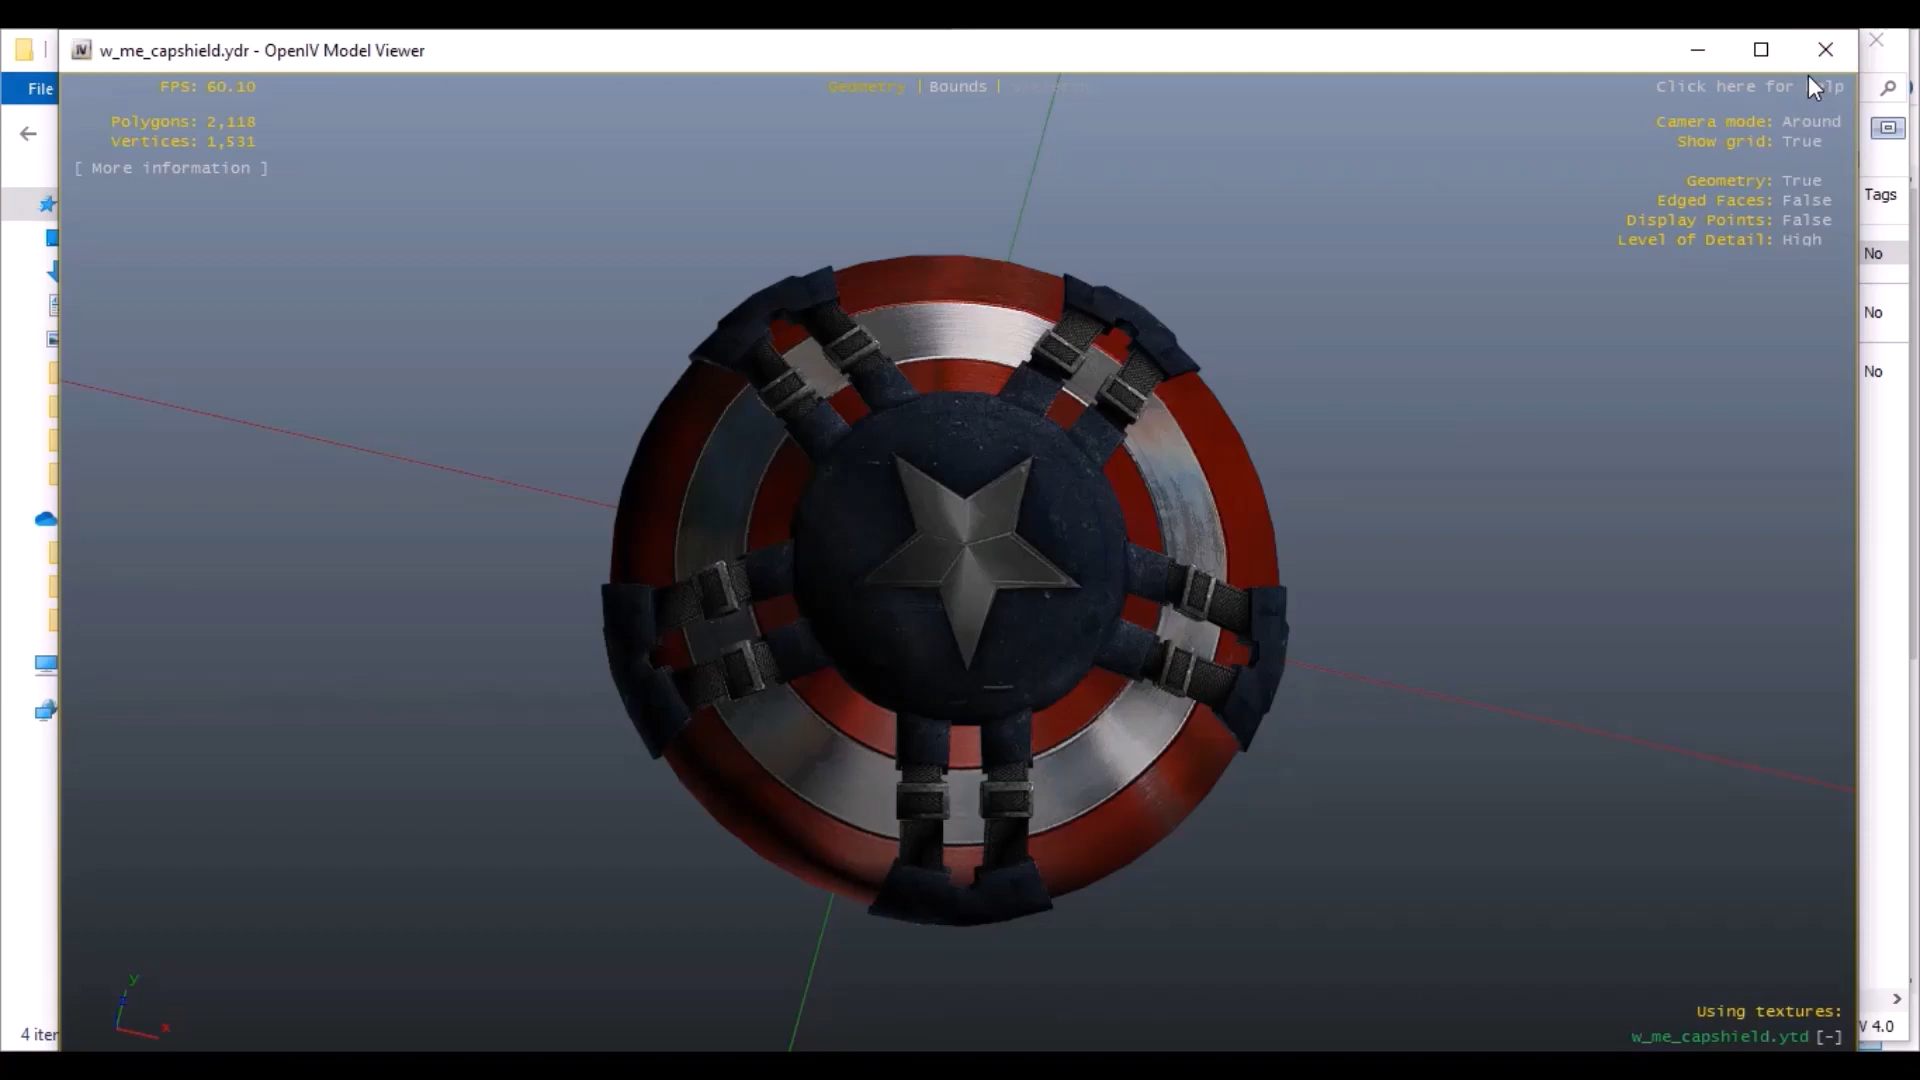 w_me_capshield.ydr - OpenIV Model Viewer
File
FPS: 60.10
Geometry | Bounds |
Click here for
Polygons: 2,118
Vertices: 1,531
[ More information ]
Camera mode: Around
Show grid: True
Geometry: True
Edged Faces: False
Display Points: False
Level of Detail: High
Tags
No
No
No
y
x
Using textures:
w_me_capshield.ytd [-]
4 iter
V 4.0